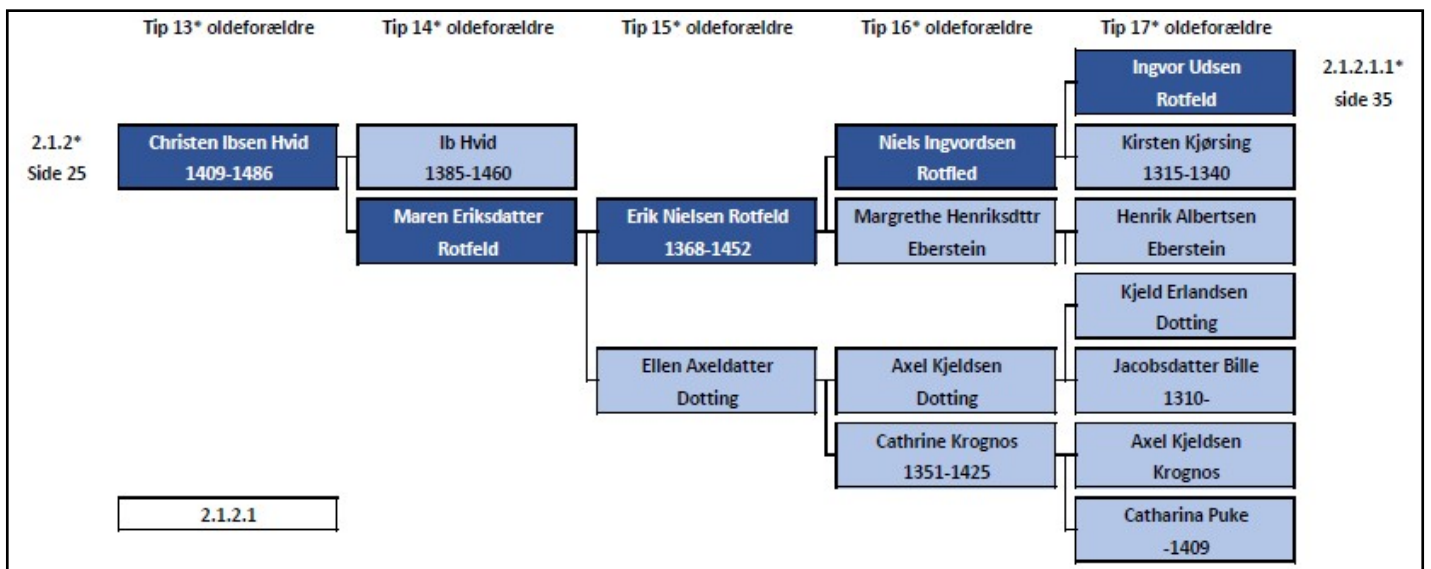 Tip 13* oldeforældre Tip 14* oldeforældre Tip 15* oldeforældre Tip 16* oldeforældre Tip 17* oldeforældre
2.1.2*
Side 25
Christen Ibsen Hvid
1409-1486
Ib Hvid
1385-1460
Maren Eriksdatter
Rotfeld
Erik Nielsen Rotfeld
1368-1452
Ellen Axeldatter
Dotting
Niels Ingvordsen
Rotfled
Margrethe Henriksdttr
Eberstein
Axel Kjeldsen
Dotting
Cathrine Krognos
1351-1425
Ingvor Udsen
Rotfeld
Kirsten Kjørsing
1315-1340
Henrik Albertsen
Eberstein
Kjeld Erlandsen
Dotting
Jacobsdatter Bille
1310-
Axel Kjeldsen
Krognos
Catharina Puke
-1409
2.1.2.1.1*
side 35
2.1.2.1